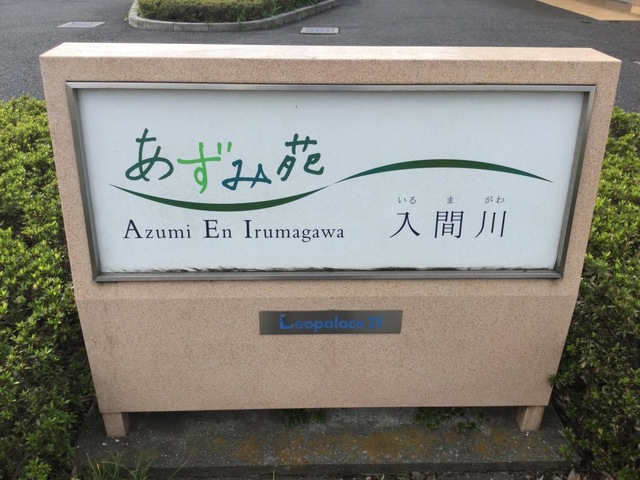 あずみ苑
Azumi En Irumagawa
いるまがわ
入間川
Leopalace21